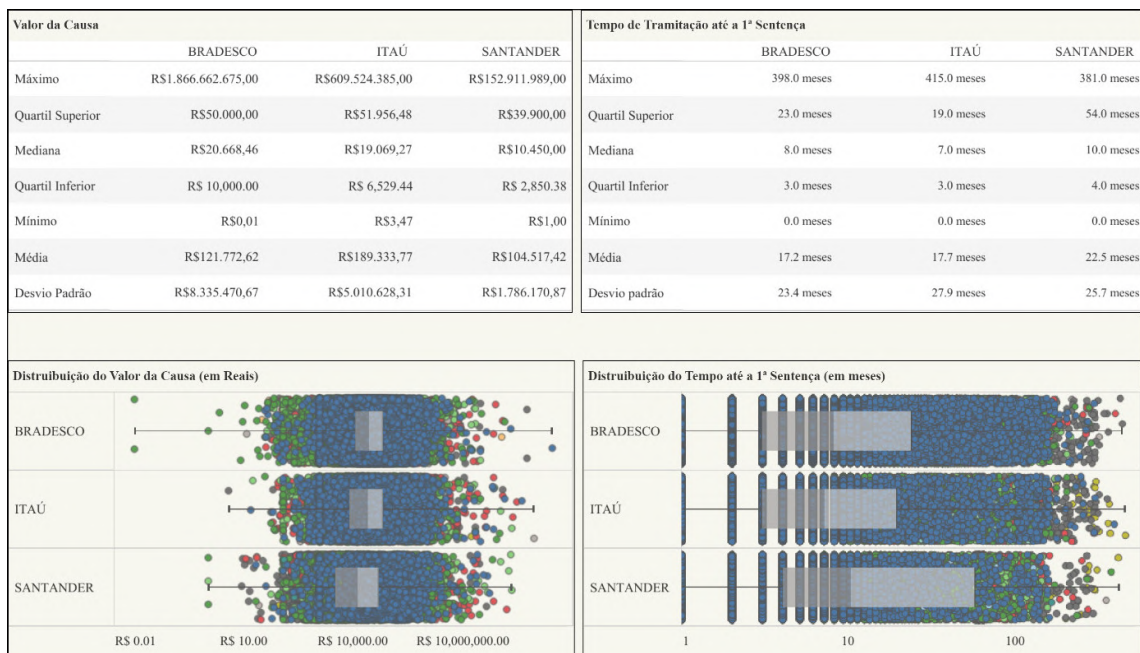 Valor da Causa
BRADESCO ITAÚ SANTANDER
Máximo R$1.866.662.675,00 R$609.524.385,00 R$152.911.989,00
Quartil Superior R$50.000,00 R$51.956,48 R$39.900,00
Mediana R$20.668,46 R$19.069,27 R$10.450,00
Quartil Inferior R$ 10,000.00 R$ 6,529.44 R$ 2,850.38
Mínimo R$0,01 R$3,47 R$1,00
Média R$121.772,62 R$189.333,77 R$104.517,42
Desvio Padrão R$8.335.470,67 R$5.010.628,31 R$1.786.170,87
Tempo de Tramitação até a 1ª Sentença
BRADESCO ITAÚ SANTANDER
Máximo 398.0 meses 415.0 meses 381.0 meses
Quartil Superior 23.0 meses 19.0 meses 54.0 meses
Mediana 8.0 meses 7.0 meses 10.0 meses
Quartil Inferior 3.0 meses 3.0 meses 4.0 meses
Mínimo 0.0 meses 0.0 meses 0.0 meses
Média 17.2 meses 17.7 meses 22.5 meses
Desvio padrão 23.4 meses 27.9 meses 25.7 meses
Distruibuição do Valor da Causa (em Reais)
BRADESCO
ITAÚ
SANTANDER
R$ 0.01 R$ 10.00 R$ 10,000.00 R$ 10,000,000.00
Distruibuição do Tempo até a 1ª Sentença (em meses)
BRADESCO
ITAÚ
SANTANDER
1 10 100